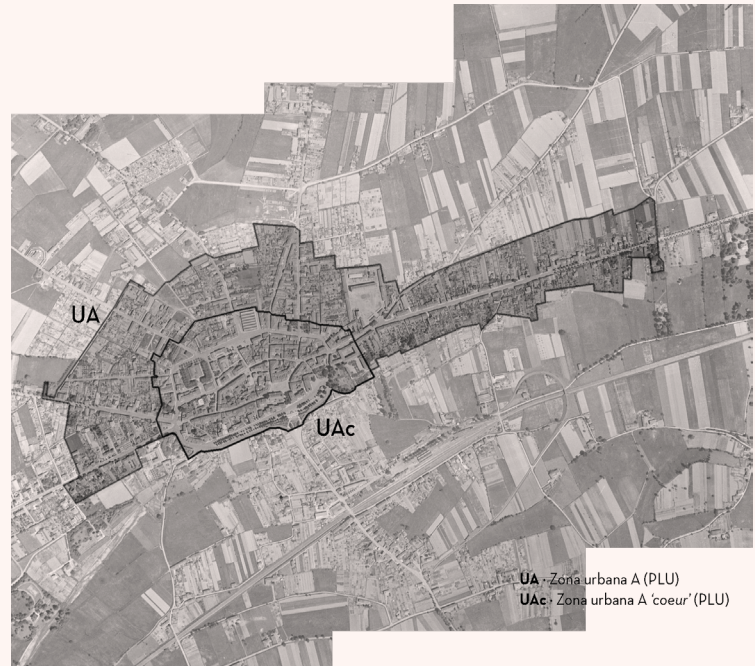 UA
UAc
UA · Zona urbana A (PLU)
UAc · Zona urbana A ‘coeur’ (PLU)